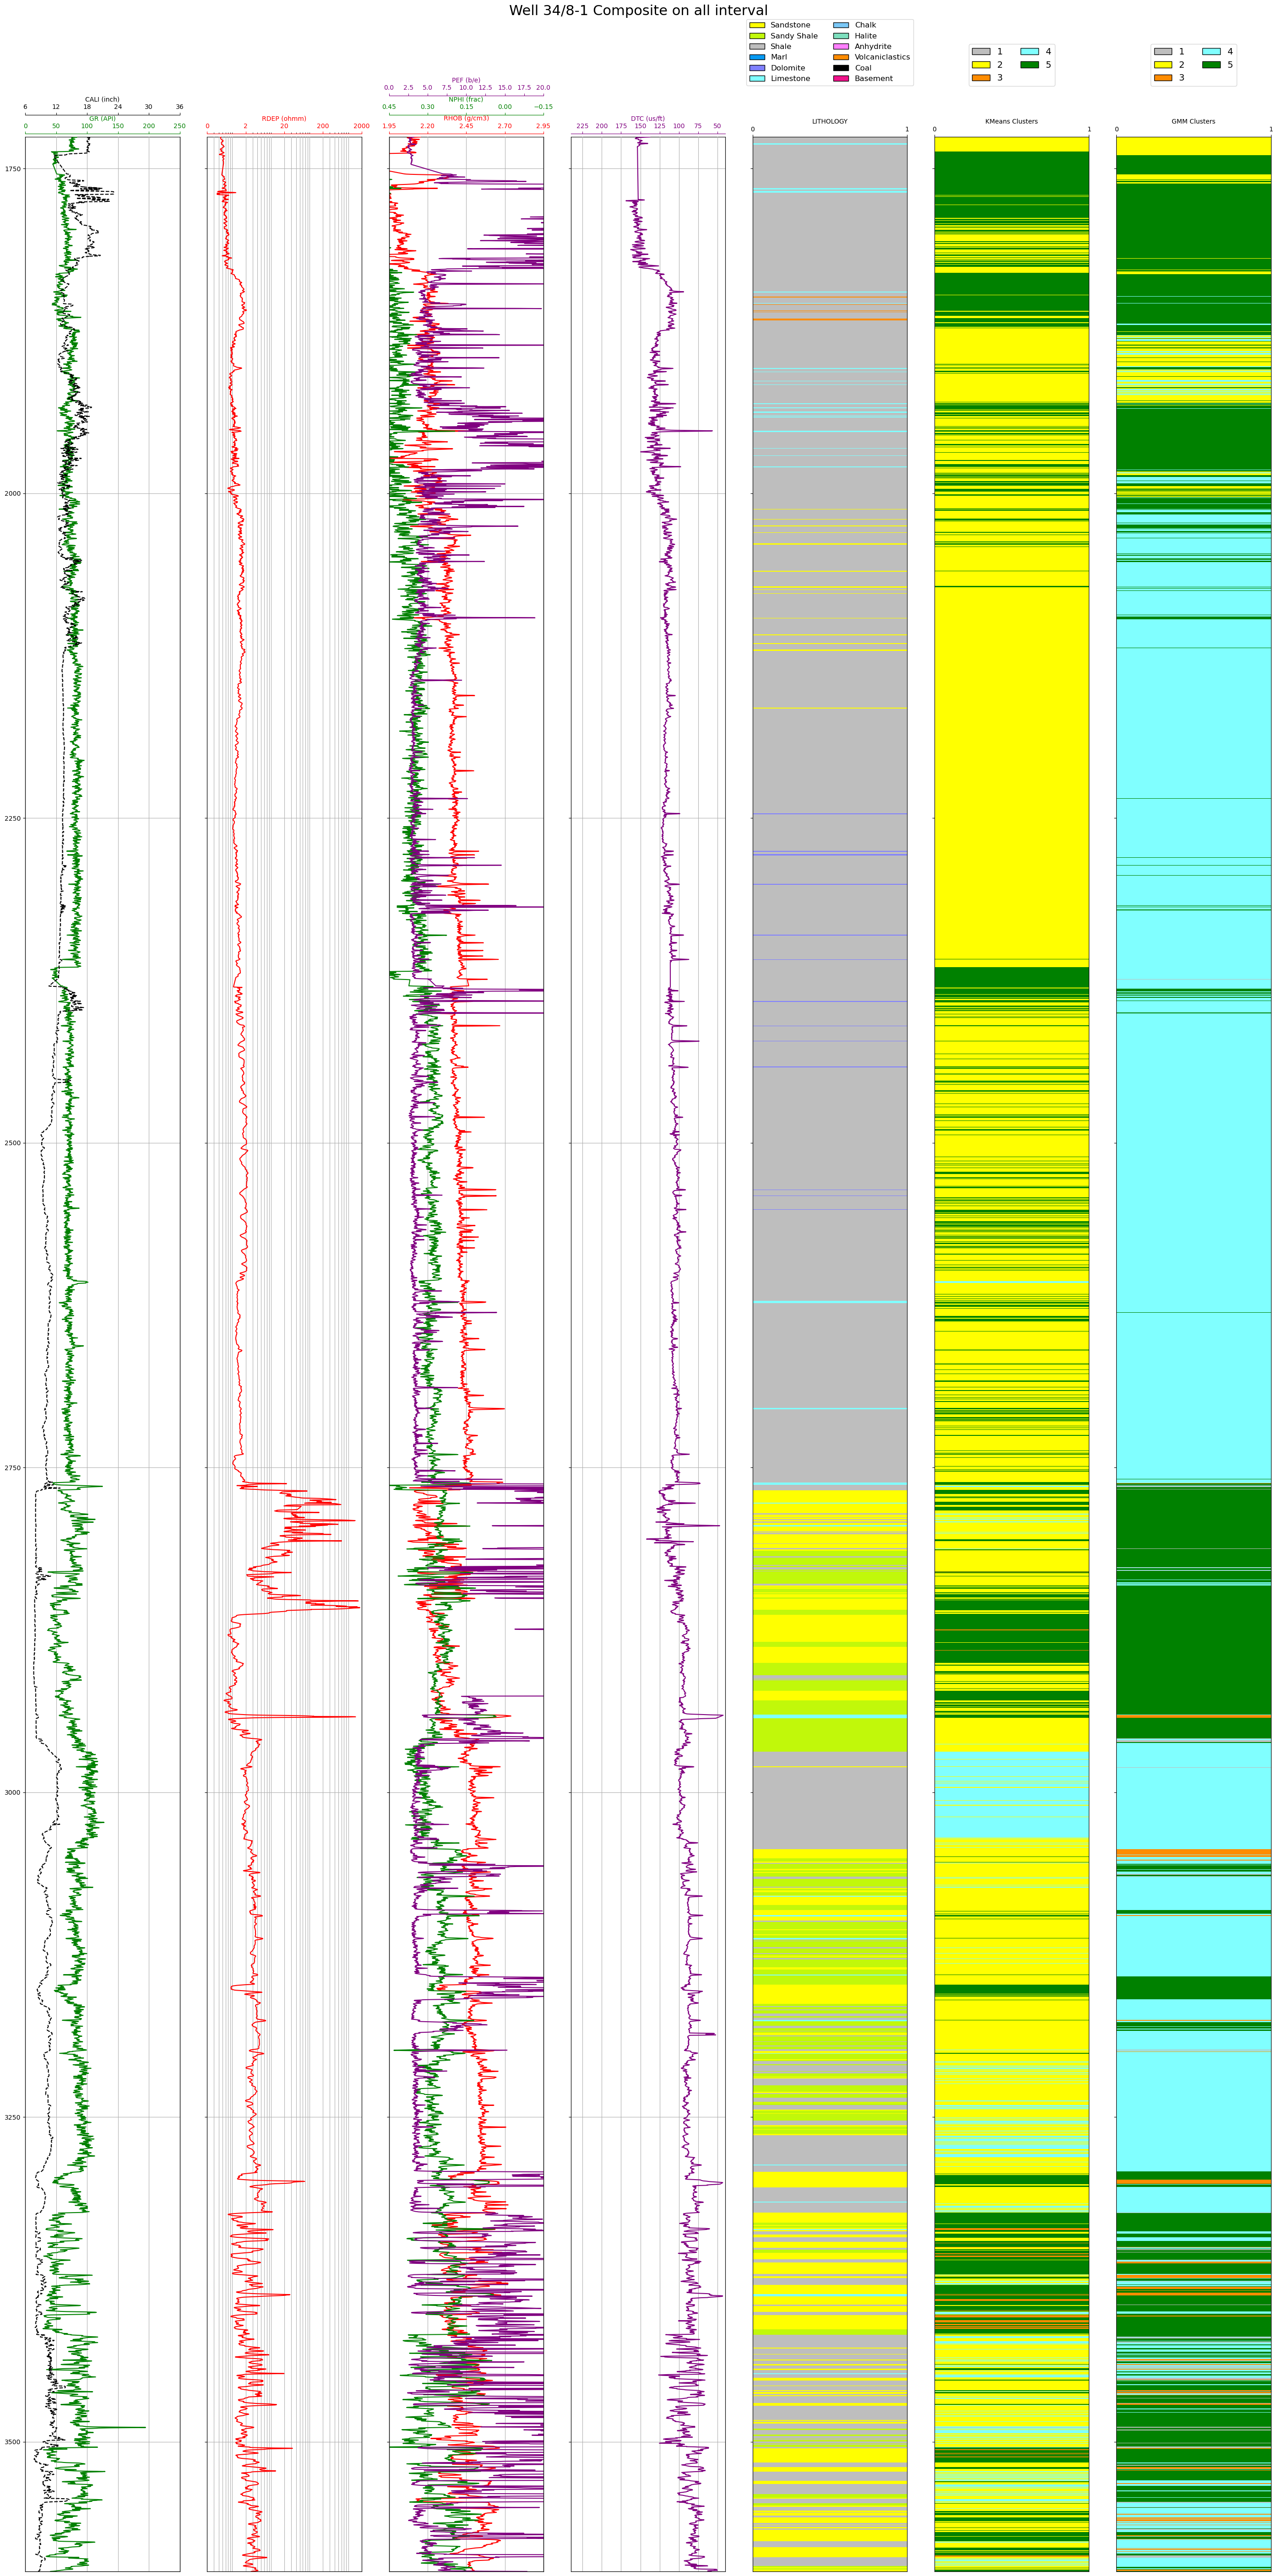 Well 34/8-1 Composite on all interval
Sandstone Chalk
Sandy Shale Halite
Shale Anhydrite
Marl Volcaniclastics
Dolomite Coal
Limestone Basement
1 4
2 5
3
1 4
2 5
3
PEF (b/e)
0.0 2.5 5.0 7.5 10.0 12.5 15.0 17.5 20.0
CALI (inch)
6 12 18 24 30 36
NPHI (frac)
0.45 0.30 0.15 0.00 −0.15
GR (API)
0 50 100 150 200 250
RDEP (ohmm)
0 2 20 200 2000
RHOB (g/cm3)
1.95 2.20 2.45 2.70 2.95
DTC (us/ft)
225 200 175 150 125 100 75 50
LITHOLOGY
0 1
KMeans Clusters
0 1
GMM Clusters
0 1
1750
2000
2250
2500
2750
3000
3250
3500